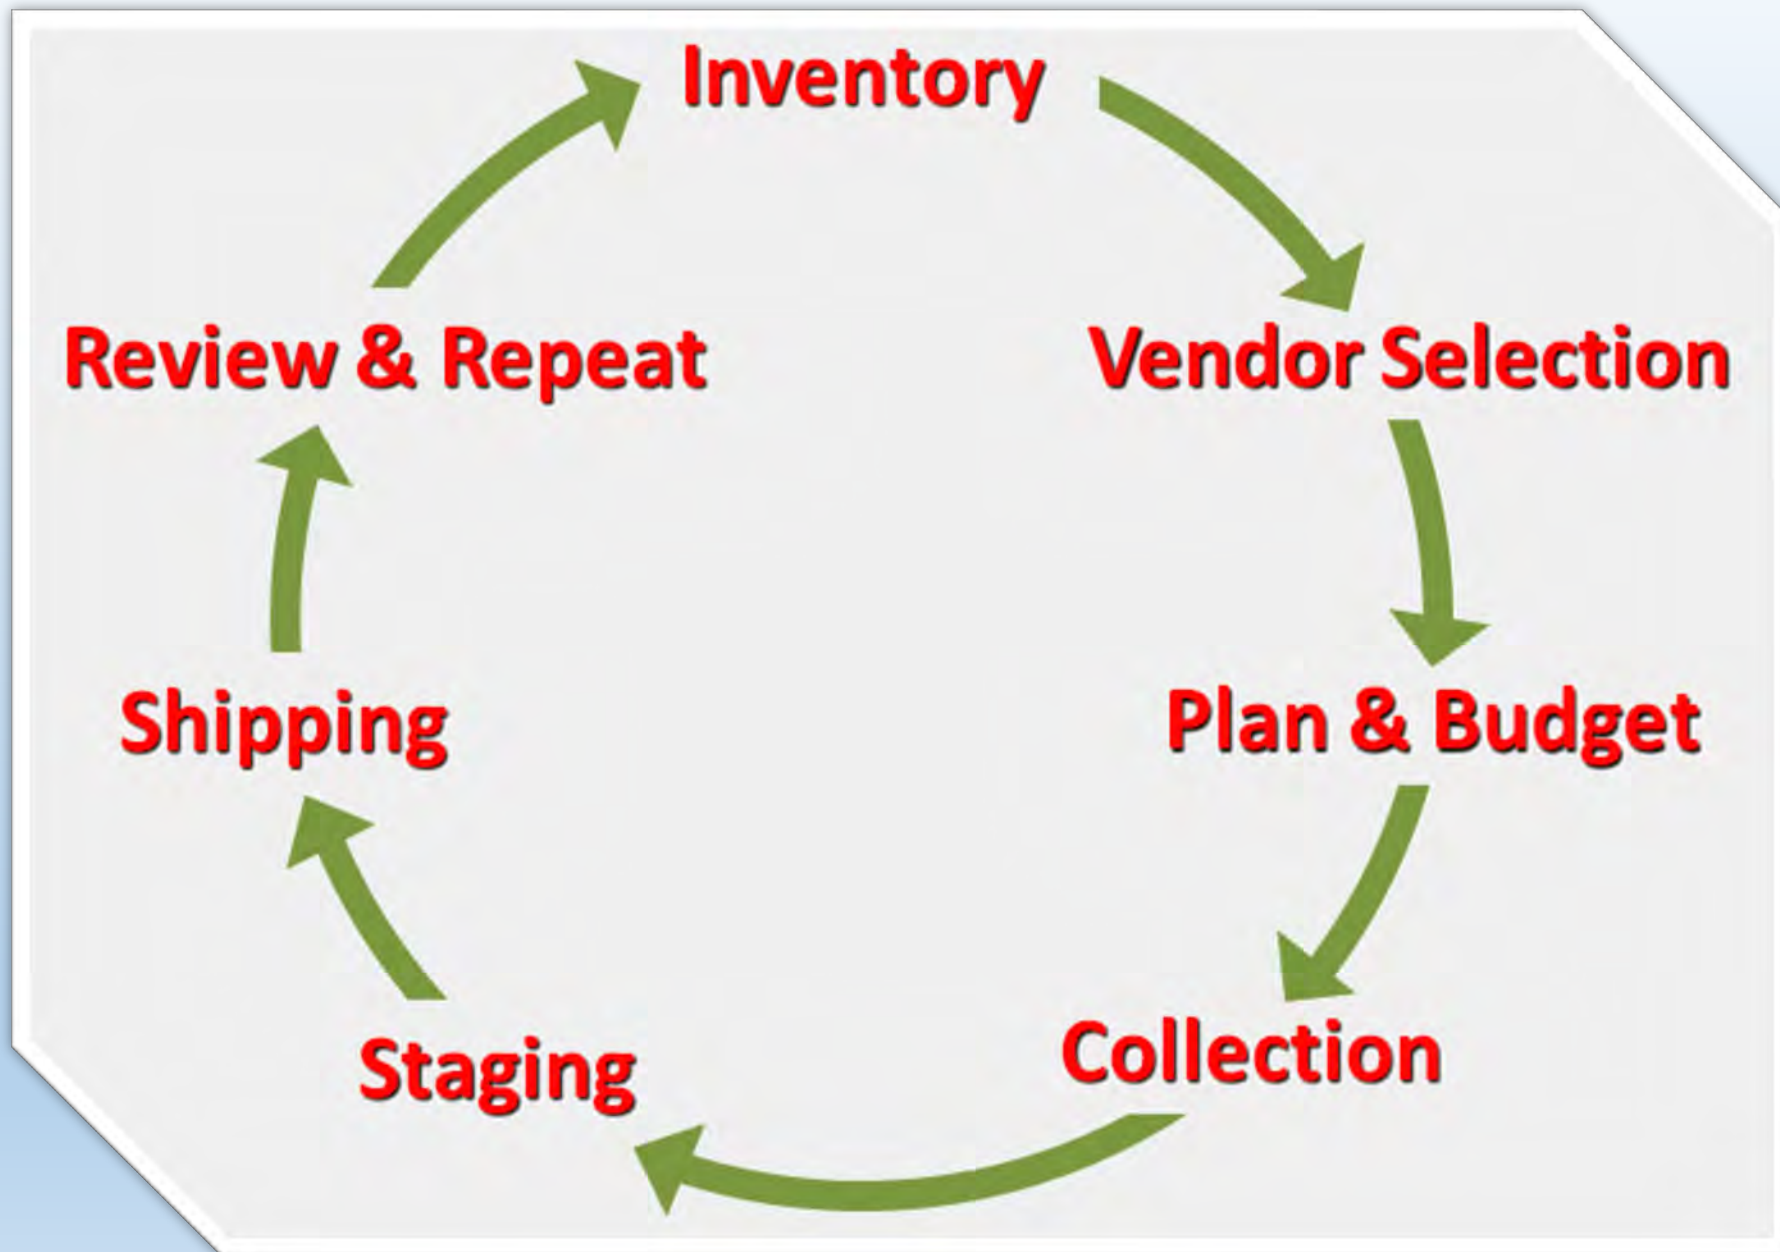 Inventory
Vendor Selection
Plan & Budget
Collection
Staging
Shipping
Review & Repeat